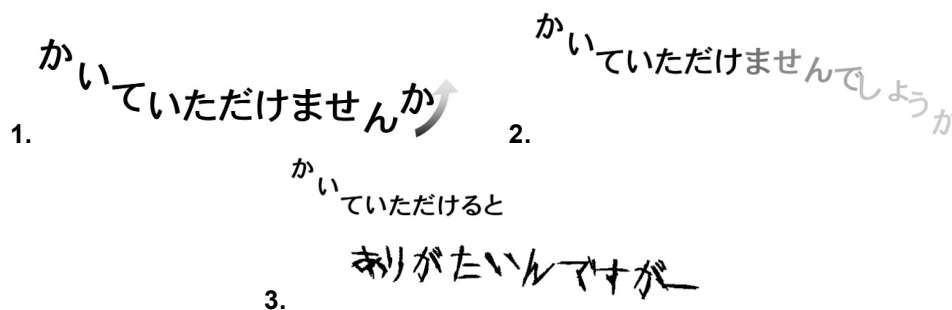 1. かいていただけませんか
2. かいていただけませんでしょうか
かいていただけると
3. ありがたいんですがー